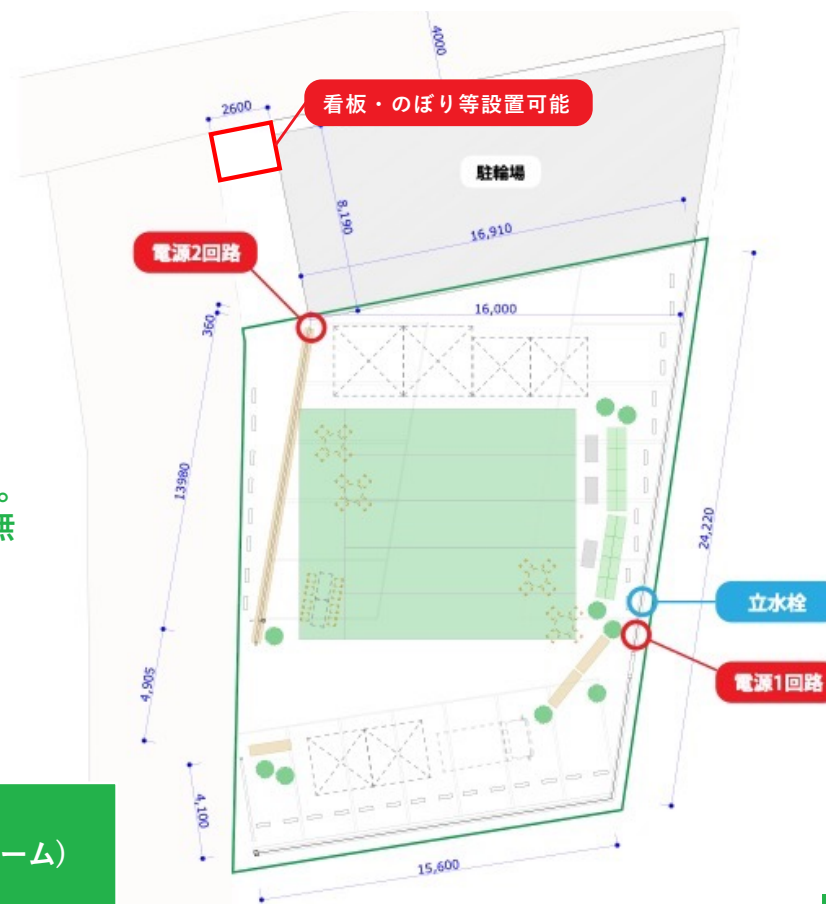 4000
2600
看板・のぼり等設置可能
駐輪場
8,190
16,910
電源2回路
360
16,000
13980
。
無
24,220
立水栓
電源1回路
4,905
4,100
ーム）
15,600